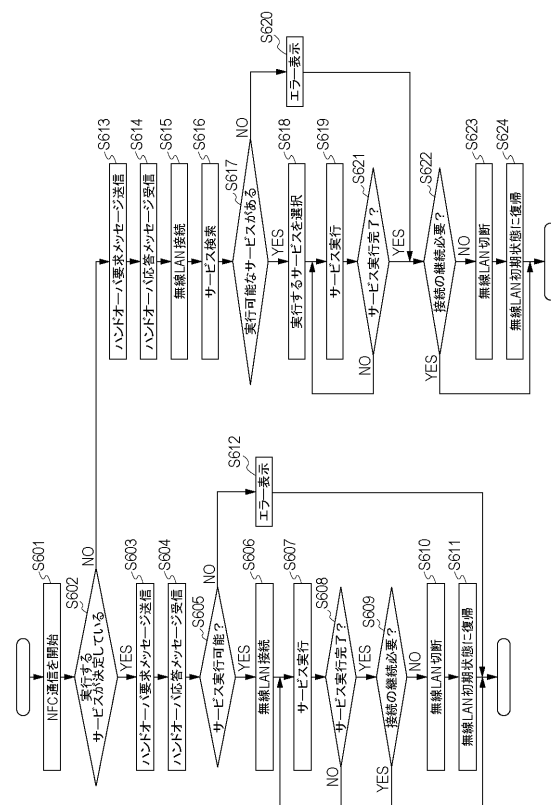 S601
NFC通信を開始
S602
実行する
サービスが決定している
NO
YES
S603
ハンドオーバ要求メッセージ送信
S604
ハンドオーバ応答メッセージ受信
S605
サービス実行可能?
NO
YES
S612
エラー表示
S606
無線LAN接続
S607
サービス実行
S608
サービス実行完了?
NO
YES
S609
接続の継続必要?
YES
NO
S610
無線LAN切断
S611
無線LAN初期状態に復帰
S613
ハンドオーバ要求メッセージ送信
S614
ハンドオーバ応答メッセージ受信
S615
無線LAN接続
S616
サービス検索
S617
実行可能なサービスがある
NO
YES
S620
エラー表示
S618
実行するサービスを選択
S619
サービス実行
S621
サービス実行完了?
NO
YES
S622
接続の継続必要?
YES
NO
S623
無線LAN切断
S624
無線LAN初期状態に復帰